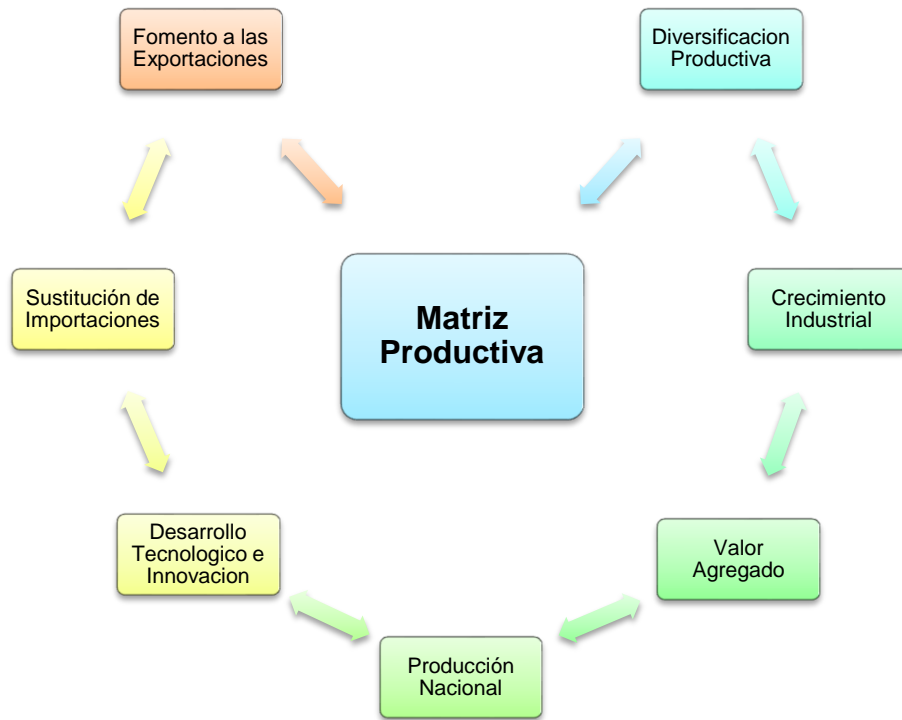 Fomento a las
Exportaciones
Diversificacion
Productiva
Sustitución de
Importaciones
Matriz
Productiva
Crecimiento
Industrial
Desarrollo
Tecnologico e
Innovacion
Valor
Agregado
Producción
Nacional